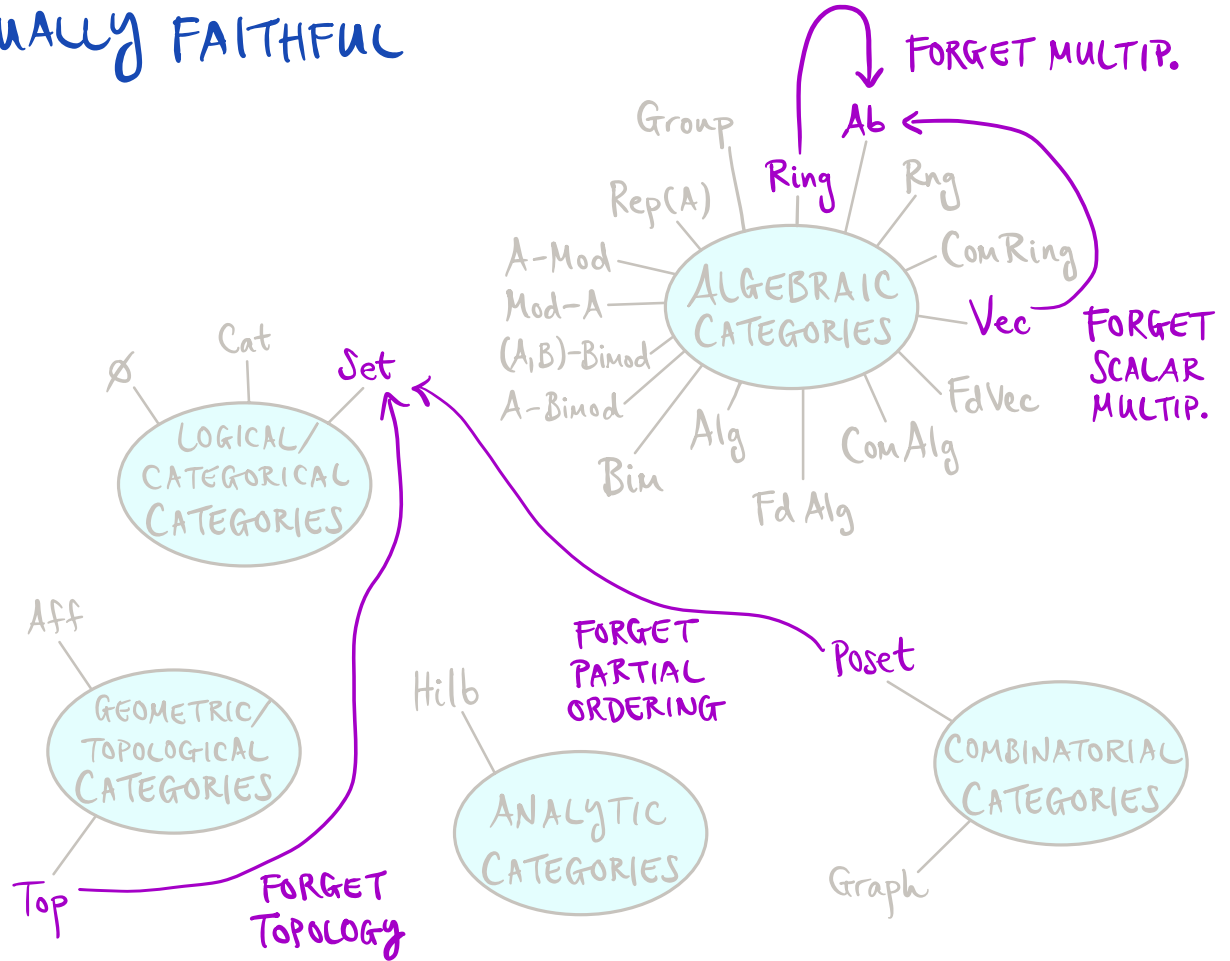 UALLY FAITHFUL
FORGET MULTIP.
Group
Ab
Ring
Rng
Rep(A)
A-Mod
ComRing
ALGEBRAIC
CATEGORIES
Mod-A
Vec
FORGET
SCALAR
MULTIP.
(A,B)-Bimod
A-Bimod
FdVec
Alg
ComAlg
Bim
FdAlg
Ø
Cat
Set
LOGICAL/
CATEGORICAL
CATEGORIES
Aff
FORGET
PARTIAL
ORDERING
Poset
Hilb
GEOMETRIC/
TOPOLOGICAL
CATEGORIES
COMBINATORIAL
CATEGORIES
ANALYTIC
CATEGORIES
Top
FORGET
TOPOLOGY
Graph